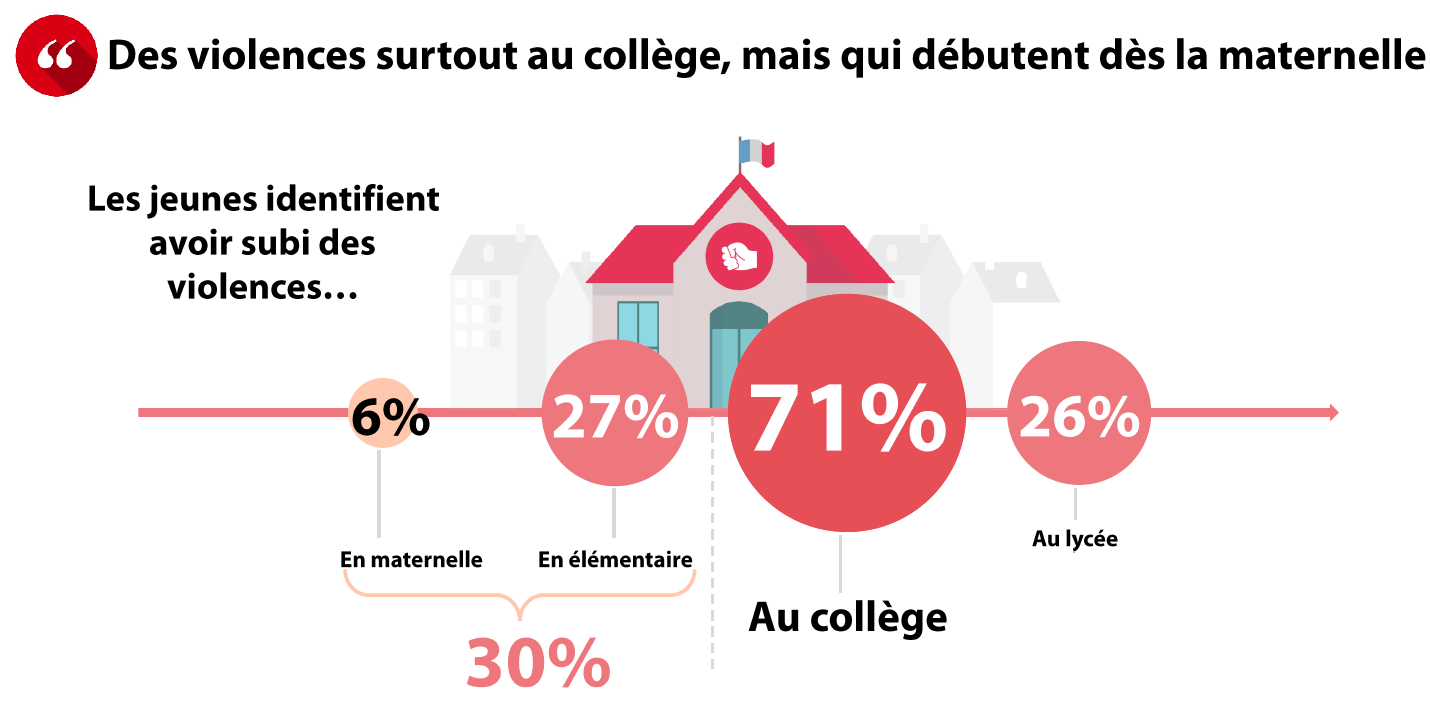 Des violences surtout au collège, mais qui débutent dès la maternelle
Les jeunes identifient
avoir subi des
violences…
6%
27%
71%
26%
En maternelle
En élémentaire
Au lycée
Au collège
30%